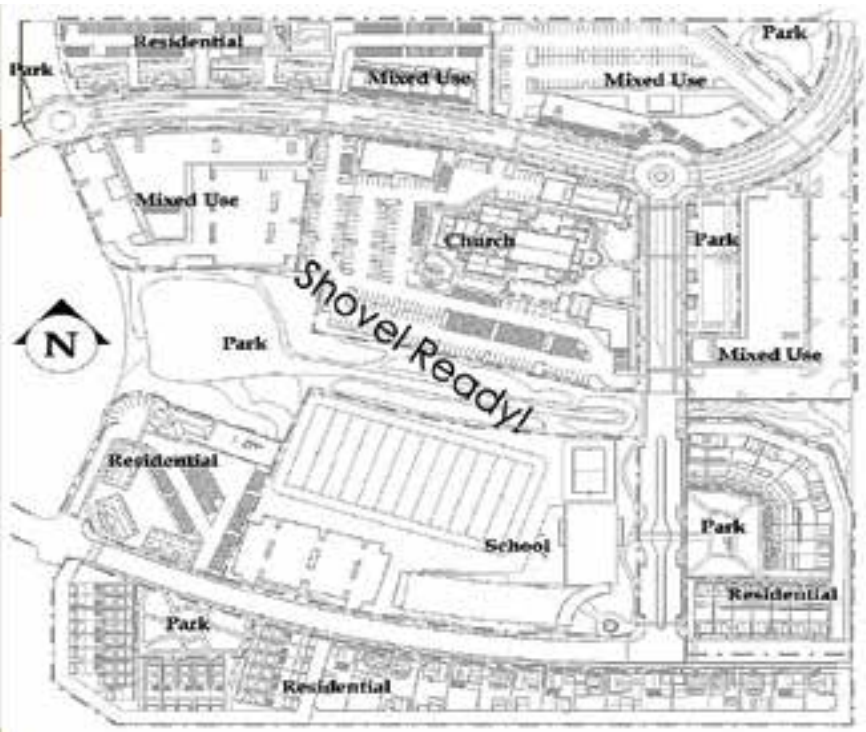 Park
Residential
Park
Mixed Use
Mixed Use
Mixed Use
Church
Park
Shovel-Ready!
N
Park
Mixed Use
Residential
Park
School
Residential
Park
Residential